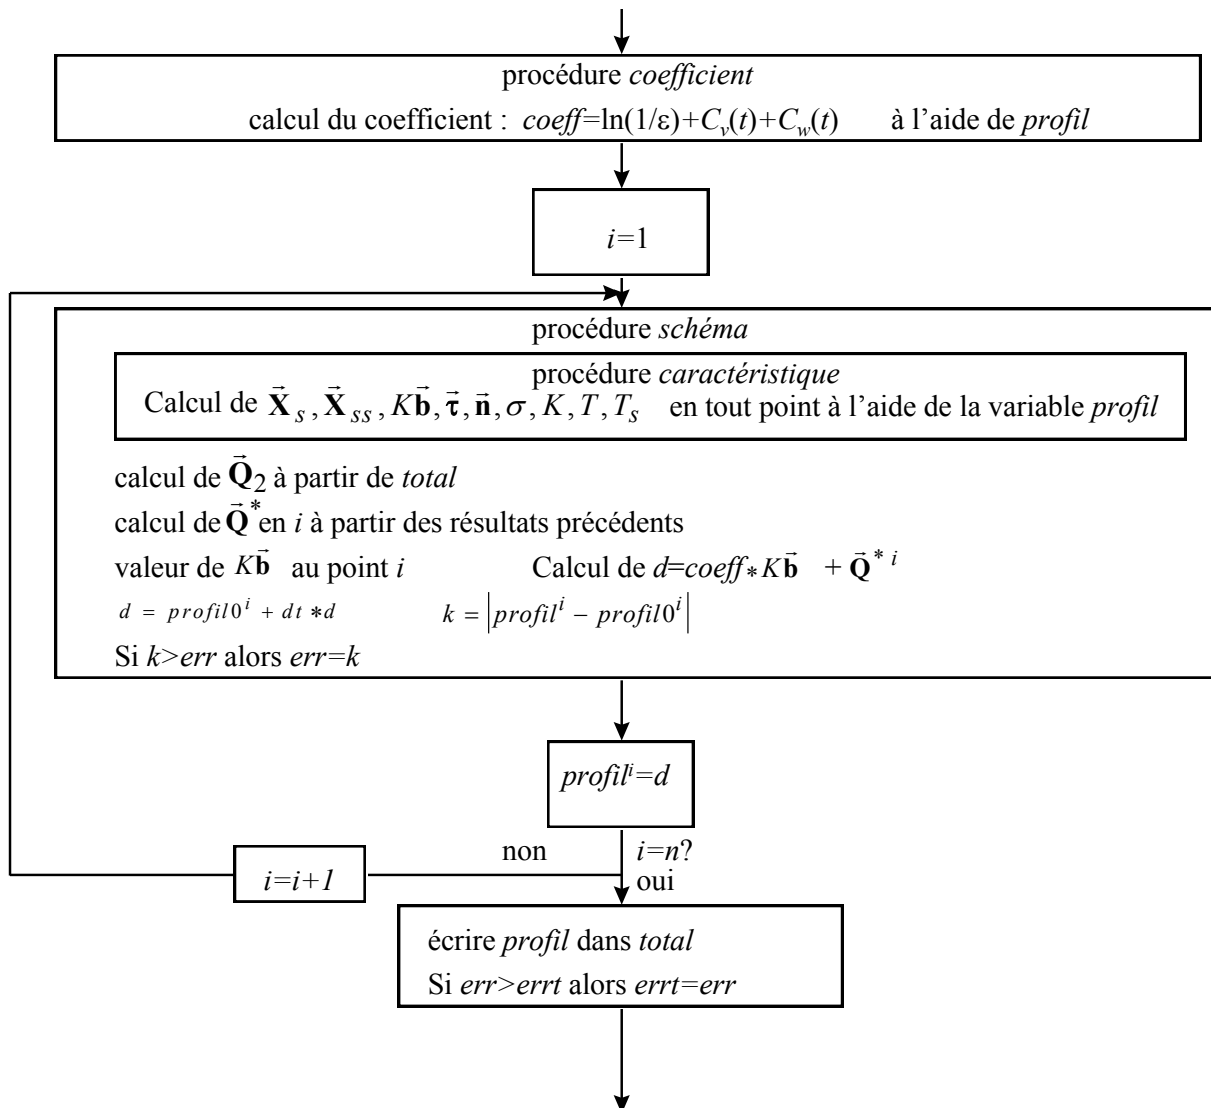 procédure coefficient
calcul du coefficient : coeff=ln(1/ε)+C_v(t)+C_w(t) à l’aide de profil
i=1
procédure schéma
procédure caractéristique
Calcul de X⃗_s , X⃗_ss , Kb⃗, τ⃗, n⃗, σ, K, T, T_s en tout point à l’aide de la variable profil
calcul de Q⃗_2 à partir de total
calcul de Q⃗^* en i à partir des résultats précédents
valeur de Kb⃗ au point i Calcul de d=coeff*Kb⃗ + Q⃗^{* i}
d = profil0^i + dt *d k = |profil^i − profil0^i|
Si k>err alors err=k
profil^i=d
non i=n?
oui
i=i+1
écrire profil dans total
Si err>errt alors errt=err